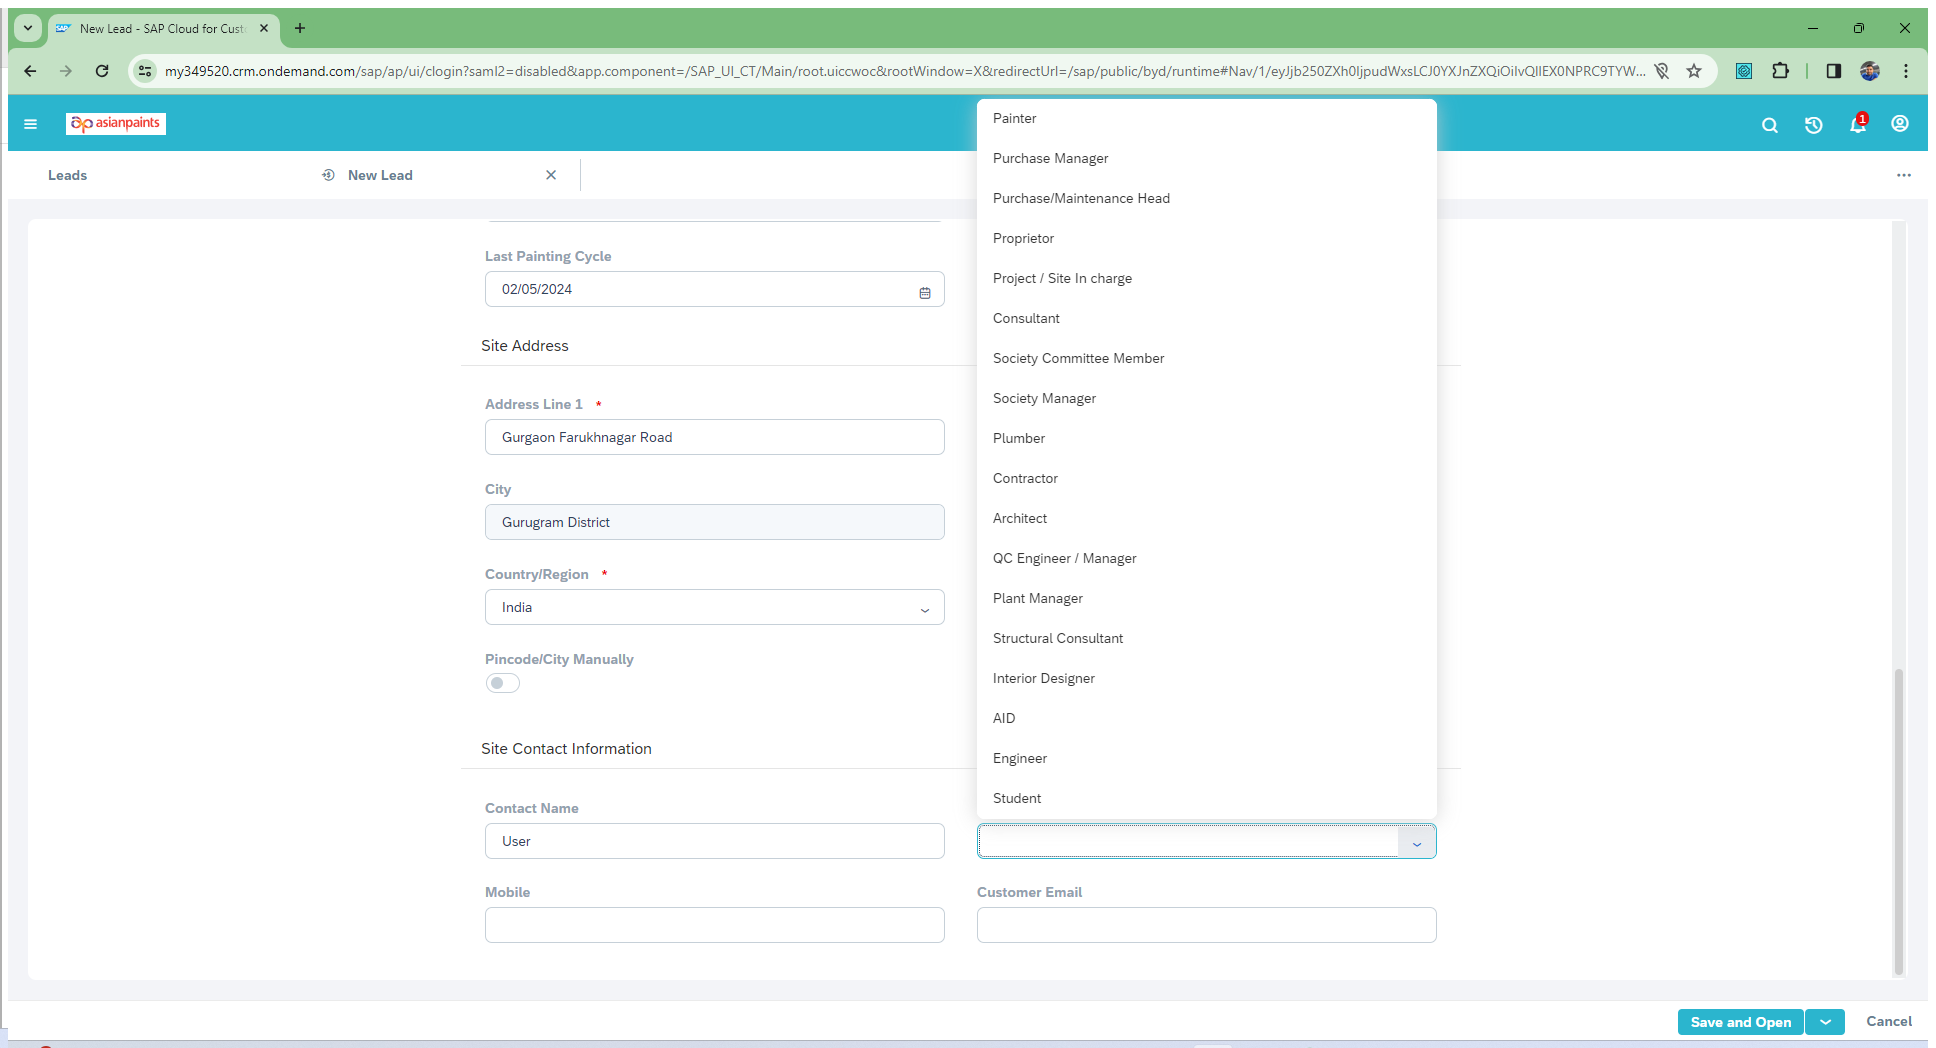 New Lead - SAP Cloud for Cust
my349520.crm.ondemand.com/sap/ap/ui/clogin?saml2=disabled&app.component=/SAP_UI_CT/Main/root.uiccwoc&rootWindow=X&redirectUrl=/sap/public/byd/runtime#Nav/1/eyJjb250ZXh0IjpudWxsLCJ0YXJnZXQiOiIvQllEX0NPRC9TYW...
asianpaints
1
Leads
New Lead
Last Painting Cycle
02/05/2024
Site Address
Address Line 1 *
Gurgaon Farukhnagar Road
City
Gurugram District
Country/Region *
India
Pincode/City Manually
Site Contact Information
Contact Name
User
Mobile
Painter
Purchase Manager
Purchase/Maintenance Head
Proprietor
Project / Site In charge
Consultant
Society Committee Member
Society Manager
Plumber
Contractor
Architect
QC Engineer / Manager
Plant Manager
Structural Consultant
Interior Designer
AID
Engineer
Student
Customer Email
Save and Open
Cancel